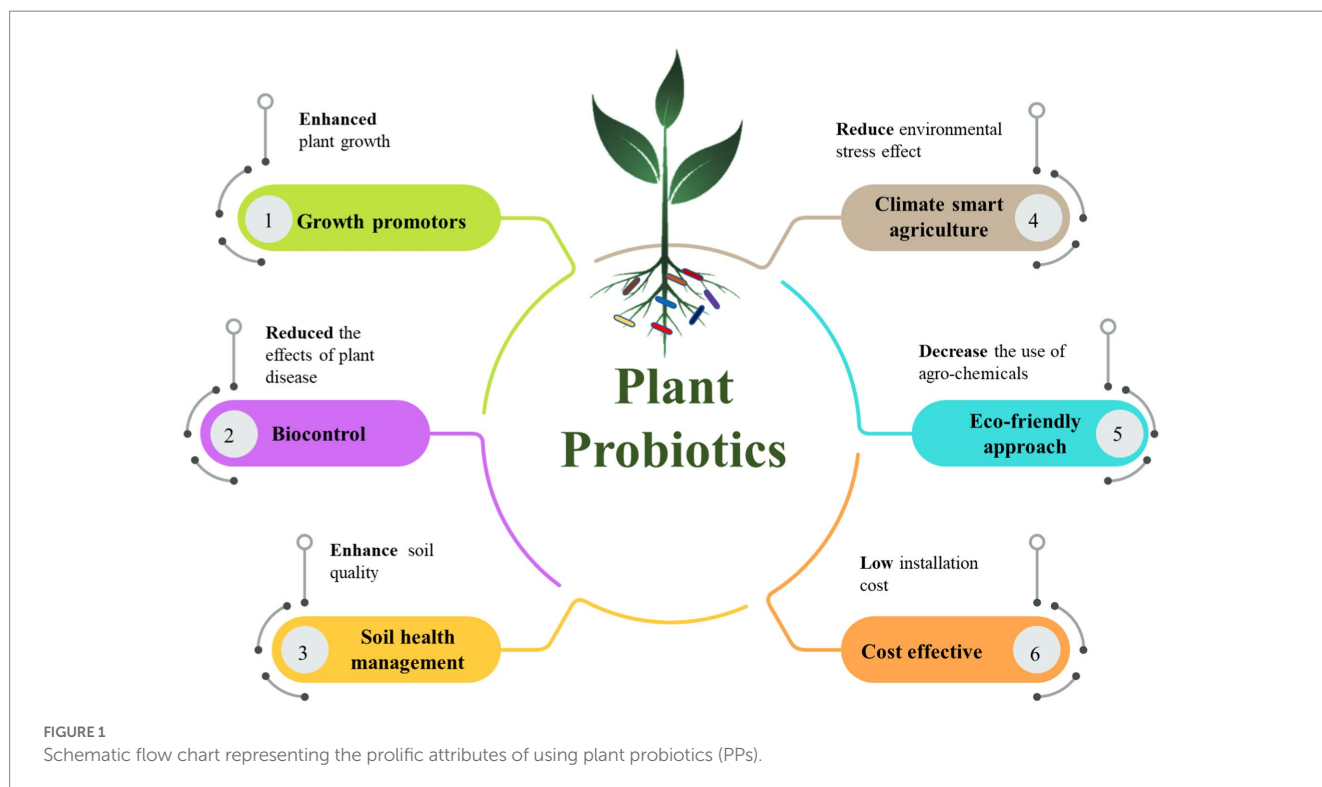 Enhanced
plant growth
1
Growth promotors
Reduced the
effects of plant
disease
2
Biocontrol
Enhance soil
quality
3
Soil health
management
Plant
Probiotics
Reduce environmental
stress effect
Climate smart
agriculture
4
Decrease the use of
agro-chemicals
Eco-friendly
approach
5
Low installation
cost
Cost effective
6
FIGURE 1
Schematic flow chart representing the prolific attributes of using plant probiotics (PPs).